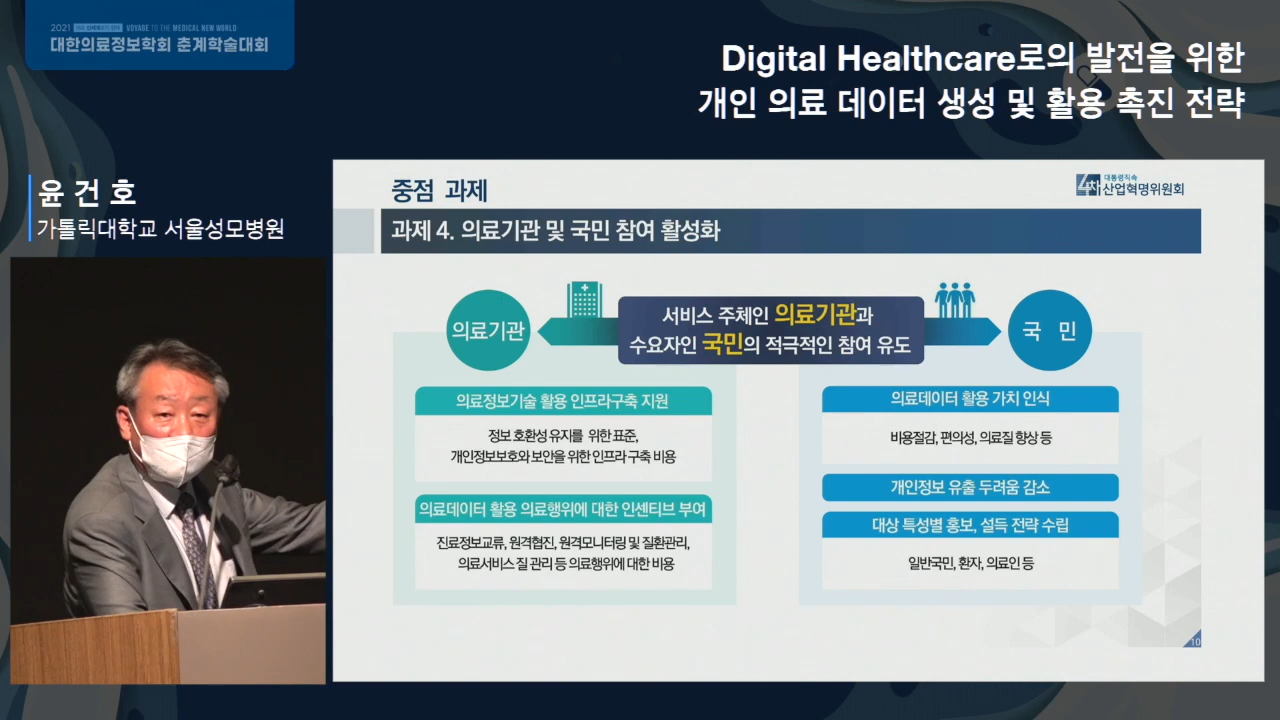 2021 VOYAGE TO THE MEDICAL NEW WORLD
대한의료정보학회 춘계학술대회
Digital Healthcare로의 발전을 위한
개인 의료 데이터 생성 및 활용 촉진 전략
윤 건 호
가톨릭대학교 서울성모병원
중점 과제
대통령직속
4차산업혁명위원회
과제 4. 의료기관 및 국민 참여 활성화
의료기관
서비스 주체인 의료기관과
수요자인 국민의 적극적인 참여 유도
국 민
의료정보기술 활용 인프라구축 지원
정보 호환성 유지를 위한 표준,
개인정보보호와 보안을 위한 인프라 구축 비용
의료데이터 활용 의료행위에 대한 인센티브 부여
진료정보교류, 원격협진, 원격모니터링 및 질환관리,
의료서비스 질 관리 등 의료행위에 대한 비용
의료데이터 활용 가치 인식
비용절감, 편의성, 의료질 향상 등
개인정보 유출 두려움 감소
대상 특성별 홍보, 설득 전략 수립
일반국민, 환자, 의료인 등
10